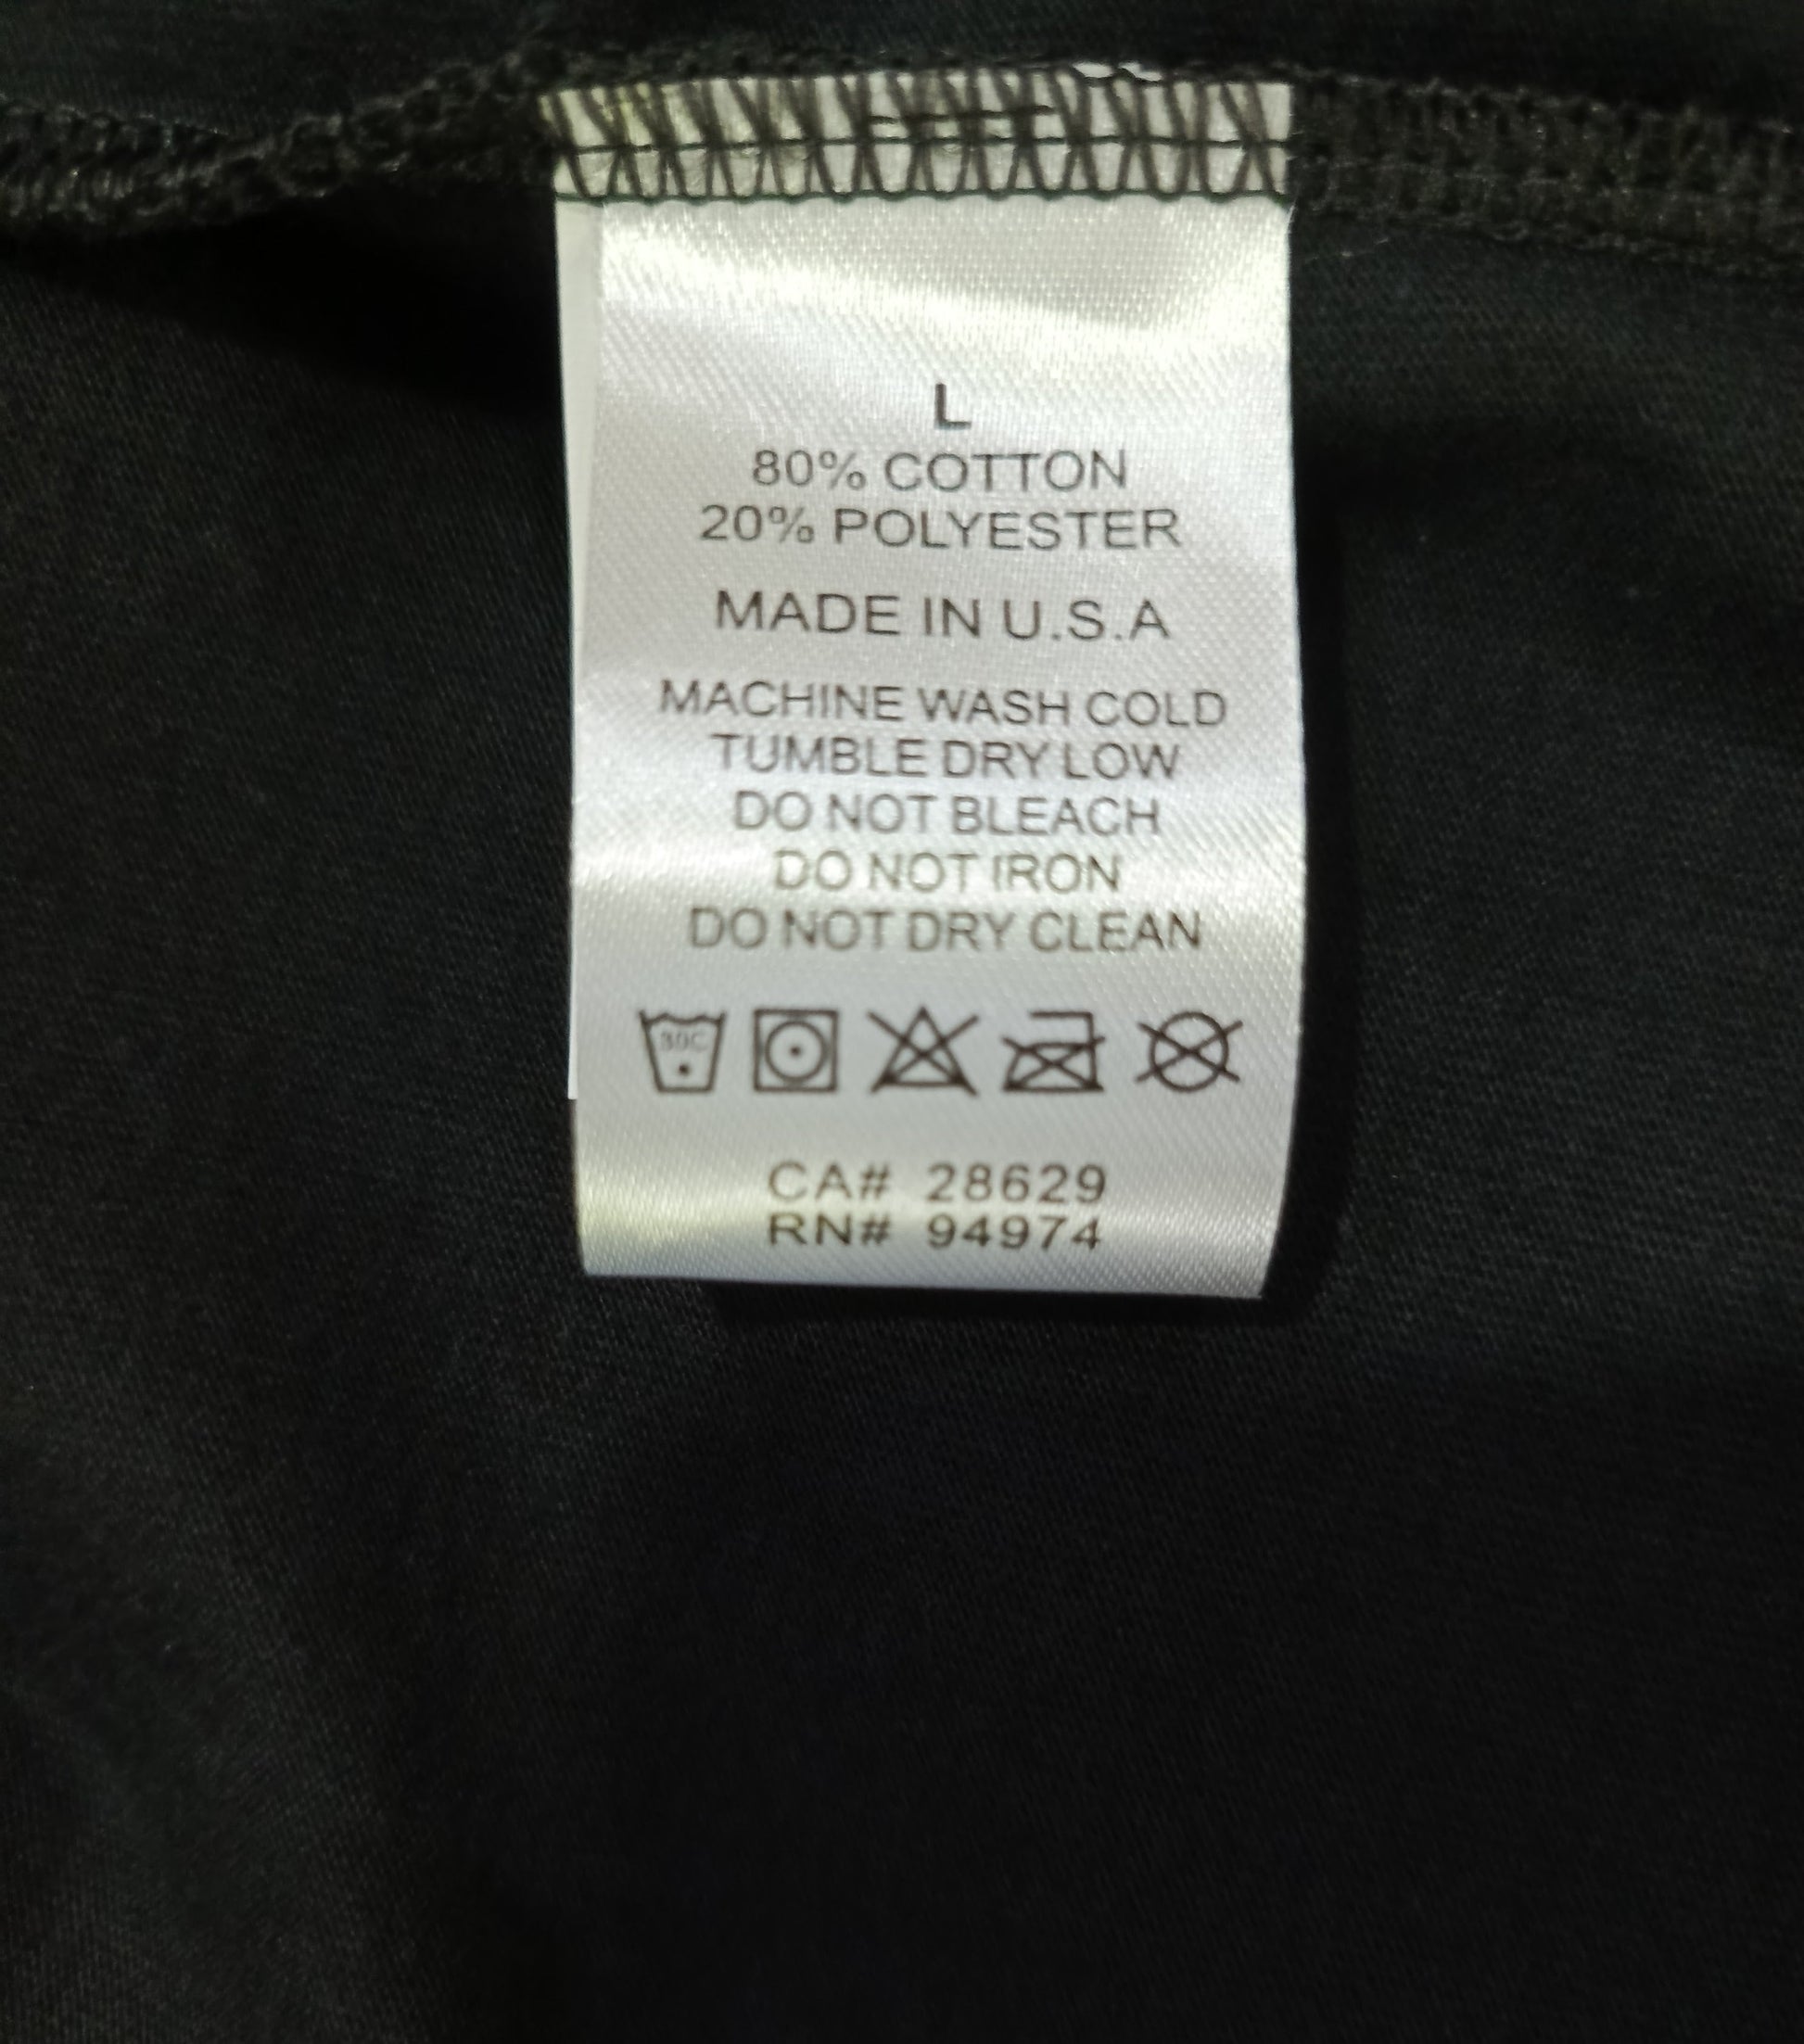 L
80% COTTON
20% POLYESTER
MADE IN U.S.A
MACHINE WASH COLD
TUMBLE DRY LOW
DO NOT BLEACH
DO NOT IRON
DO NOT DRY CLEAN
30C
CA# 28629
RN# 94974